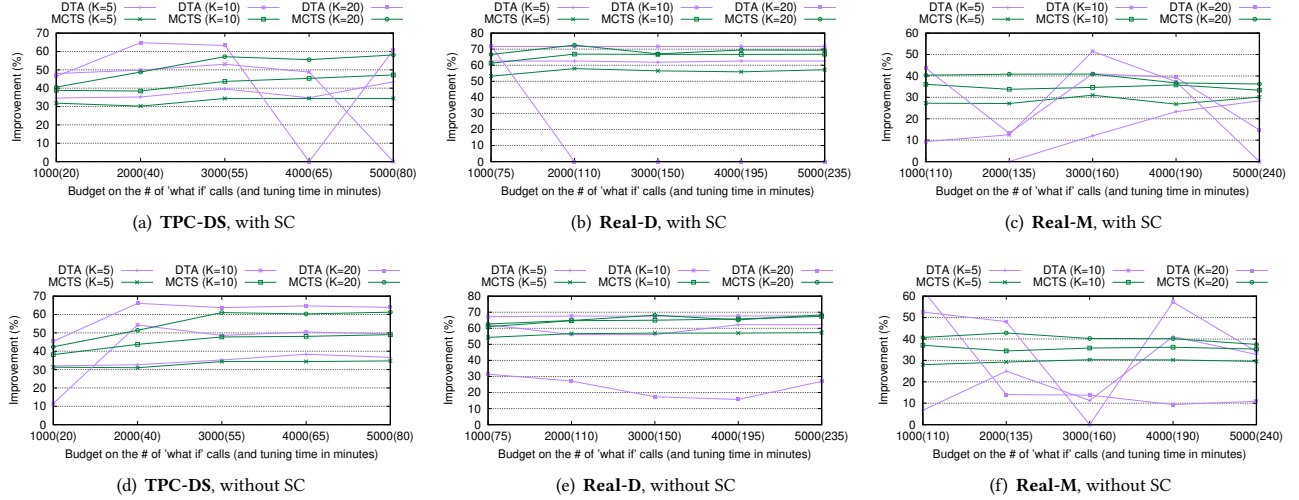 DTA (K=5) DTA (K=10) DTA (K=20)
MCTS (K=5) MCTS (K=10) MCTS (K=20)
Improvement (%)
70
60
50
40
30
20
10
0
1000(20) 2000(40) 3000(55) 4000(65) 5000(80)
Budget on the # of 'what if' calls (and tuning time in minutes)
(a) TPC-DS, with SC
DTA (K=5) DTA (K=10) DTA (K=20)
MCTS (K=5) MCTS (K=10) MCTS (K=20)
Improvement (%)
80
70
60
50
40
30
20
10
0
1000(75) 2000(110) 3000(150) 4000(195) 5000(235)
Budget on the # of 'what if' calls (and tuning time in minutes)
(b) Real-D, with SC
DTA (K=5) DTA (K=10) DTA (K=20)
MCTS (K=5) MCTS (K=10) MCTS (K=20)
Improvement (%)
60
50
40
30
20
10
0
1000(110) 2000(135) 3000(160) 4000(190) 5000(240)
Budget on the # of 'what if' calls (and tuning time in minutes)
(c) Real-M, with SC
DTA (K=5) DTA (K=10) DTA (K=20)
MCTS (K=5) MCTS (K=10) MCTS (K=20)
Improvement (%)
70
60
50
40
30
20
10
0
1000(20) 2000(40) 3000(55) 4000(65) 5000(80)
Budget on the # of 'what if' calls (and tuning time in minutes)
(d) TPC-DS, without SC
DTA (K=5) DTA (K=10) DTA (K=20)
MCTS (K=5) MCTS (K=10) MCTS (K=20)
Improvement (%)
80
70
60
50
40
30
20
10
0
1000(75) 2000(110) 3000(150) 4000(195) 5000(235)
Budget on the # of 'what if' calls (and tuning time in minutes)
(e) Real-D, without SC
DTA (K=5) DTA (K=10) DTA (K=20)
MCTS (K=5) MCTS (K=10) MCTS (K=20)
Improvement (%)
60
50
40
30
20
10
0
1000(110) 2000(135) 3000(160) 4000(190) 5000(240)
Budget on the # of 'what if' calls (and tuning time in minutes)
(f) Real-M, without SC